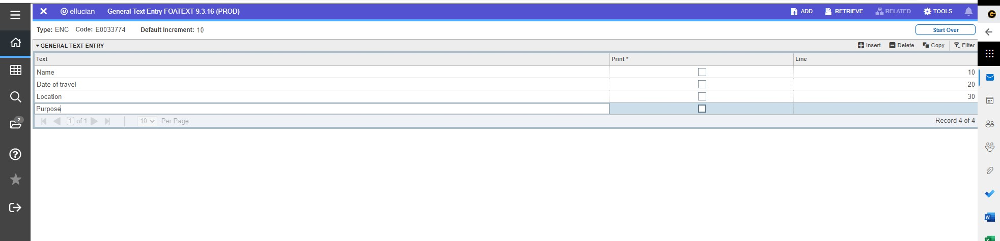 ellucian General Text Entry FOATEXT 9.3.16 (PROD) ADD RETRIEVE RELATED TOOLS
Type: ENC Code: E0033774 Default Increment: 10 Start Over
GENERAL TEXT ENTRY Insert Delete Copy Filter
Text Print * Line
Name 10
Date of travel 20
Location 30
Purpose
1 of 1 10 Per Page Record 4 of 4
2
G
W
X